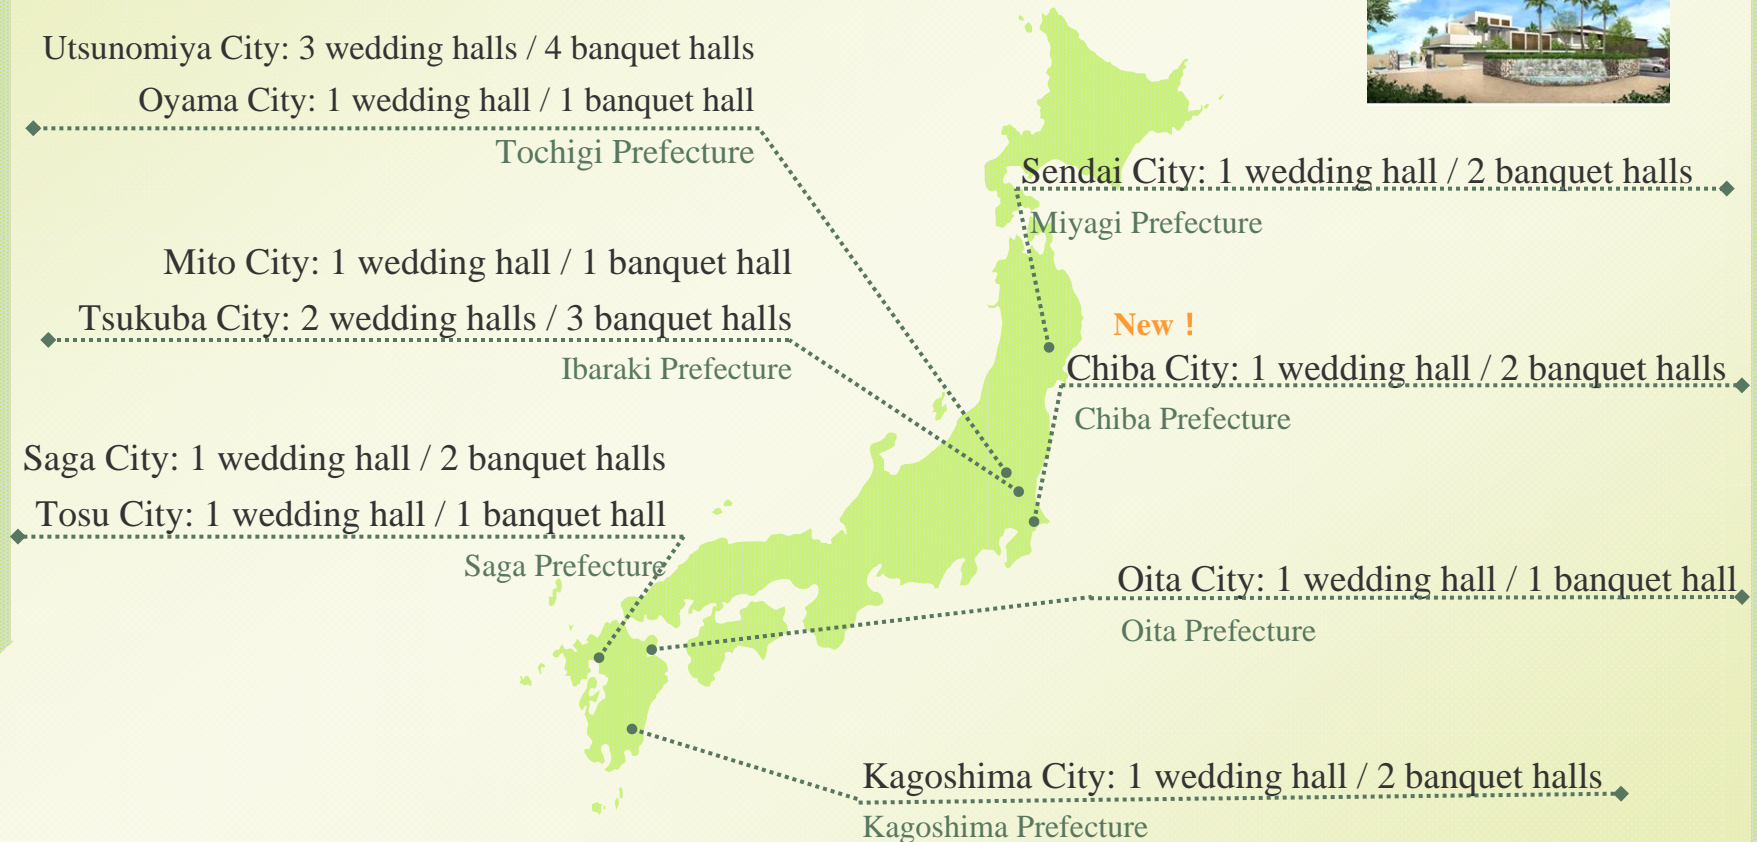 Utsunomiya City: 3 wedding halls / 4 banquet halls
Oyama City: 1 wedding hall / 1 banquet hall
Tochigi Prefecture
Sendai City: 1 wedding hall / 2 banquet halls
Miyagi Prefecture
Mito City: 1 wedding hall / 1 banquet hall
Tsukuba City: 2 wedding halls / 3 banquet halls
Ibaraki Prefecture
New !
Chiba City: 1 wedding hall / 2 banquet halls
Chiba Prefecture
Saga City: 1 wedding hall / 2 banquet halls
Tosu City: 1 wedding hall / 1 banquet hall
Saga Prefecture
Oita City: 1 wedding hall / 1 banquet hall
Oita Prefecture
Kagoshima City: 1 wedding hall / 2 banquet halls
Kagoshima Prefecture